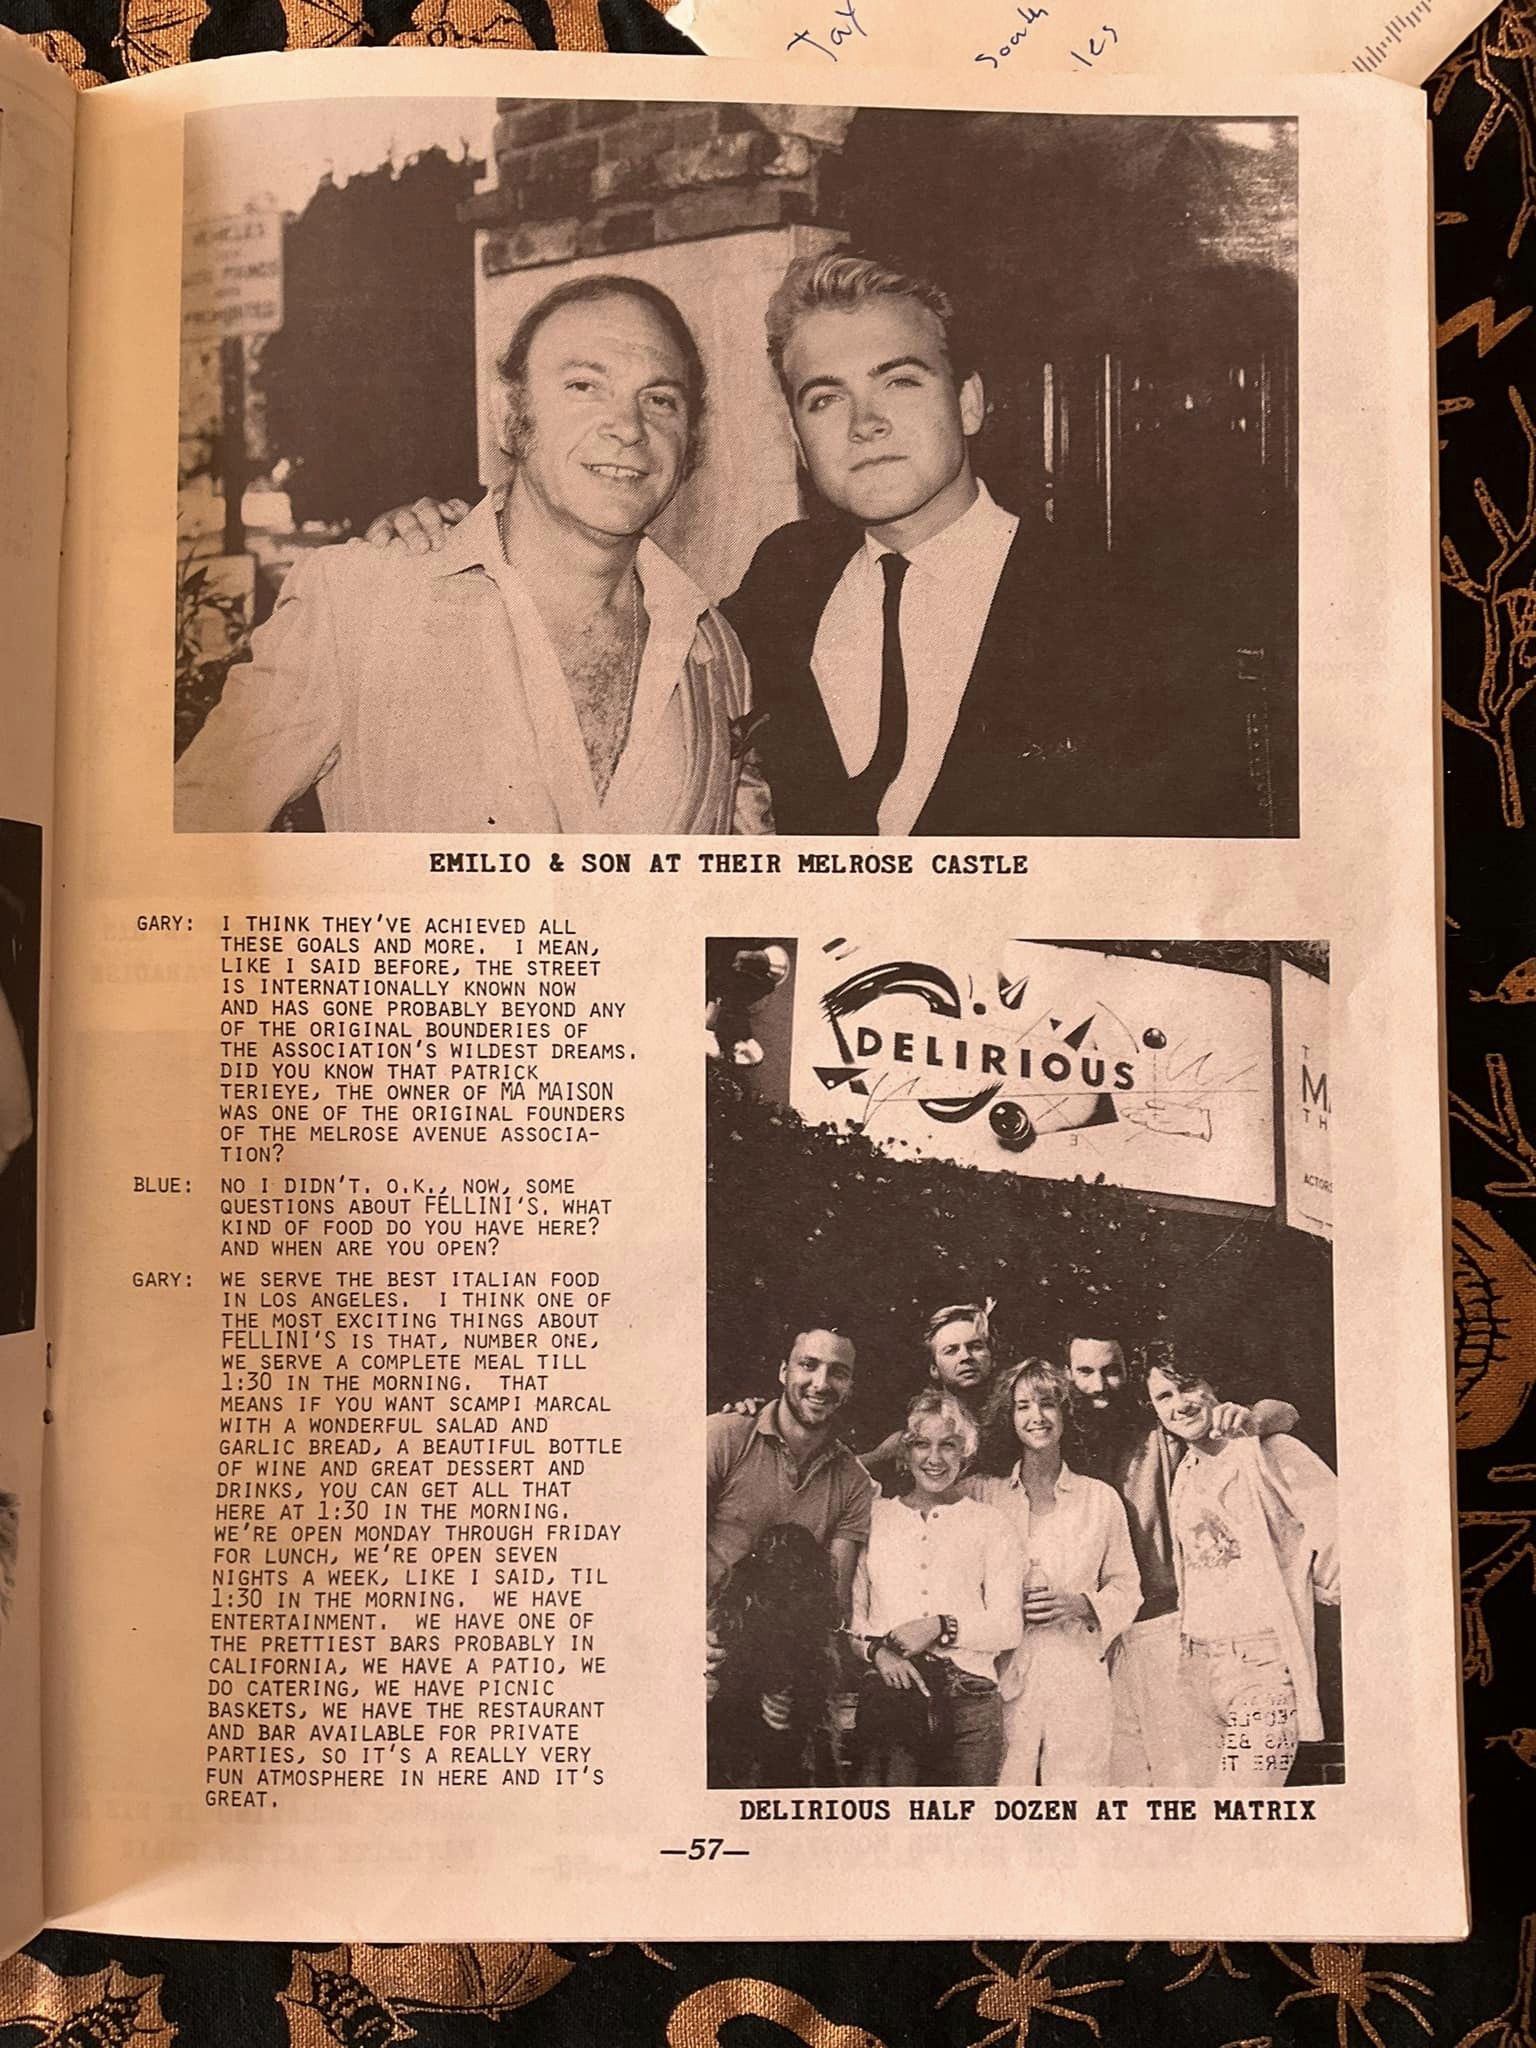 Jay
South
les
VEHICLES
PROHIBITED
EMILIO & SON AT THEIR MELROSE CASTLE
GARY: I THINK THEY'VE ACHIEVED ALL
THESE GOALS AND MORE. I MEAN,
LIKE I SAID BEFORE, THE STREET
IS INTERNATIONALLY KNOWN NOW
AND HAS GONE PROBABLY BEYOND ANY
OF THE ORIGINAL BOUNDERIES OF
THE ASSOCIATION'S WILDEST DREAMS.
DID YOU KNOW THAT PATRICK
TERIEYE, THE OWNER OF MA MAISON
WAS ONE OF THE ORIGINAL FOUNDERS
OF THE MELROSE AVENUE ASSOCIA-
TION?
BLUE: NO I DIDN'T. O.K., NOW, SOME
QUESTIONS ABOUT FELLINI'S. WHAT
KIND OF FOOD DO YOU HAVE HERE?
AND WHEN ARE YOU OPEN?
GARY: WE SERVE THE BEST ITALIAN FOOD
IN LOS ANGELES. I THINK ONE OF
THE MOST EXCITING THINGS ABOUT
FELLINI'S IS THAT, NUMBER ONE,
WE SERVE A COMPLETE MEAL TILL
1:30 IN THE MORNING. THAT
MEANS IF YOU WANT SCAMPI MARCAL
WITH A WONDERFUL SALAD AND
GARLIC BREAD, A BEAUTIFUL BOTTLE
OF WINE AND GREAT DESSERT AND
DRINKS, YOU CAN GET ALL THAT
HERE AT 1:30 IN THE MORNING.
WE'RE OPEN MONDAY THROUGH FRIDAY
FOR LUNCH, WE'RE OPEN SEVEN
NIGHTS A WEEK, LIKE I SAID, TIL
1:30 IN THE MORNING. WE HAVE
ENTERTAINMENT. WE HAVE ONE OF
THE PRETTIEST BARS PROBABLY IN
CALIFORNIA, WE HAVE A PATIO, WE
DO CATERING, WE HAVE PICNIC
BASKETS, WE HAVE THE RESTAURANT
AND BAR AVAILABLE FOR PRIVATE
PARTIES, SO IT'S A REALLY VERY
FUN ATMOSPHERE IN HERE AND IT'S
GREAT.
DELIRIOUS
T
MA
TH
ACTORS
DELIRIOUS HALF DOZEN AT THE MATRIX
—57—